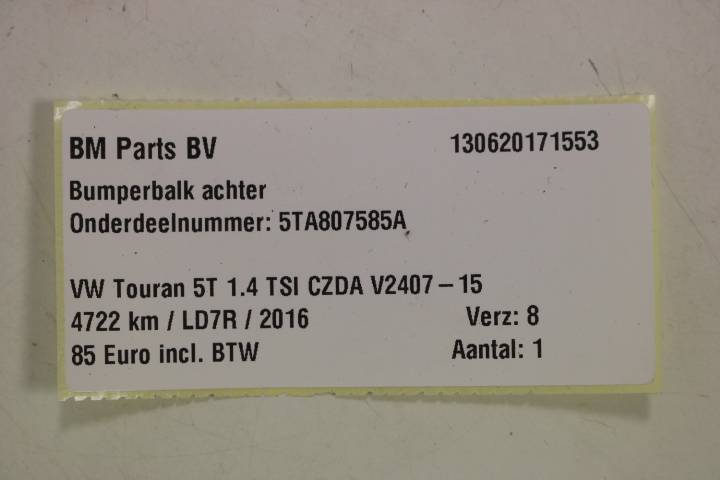 BM Parts BV 130620171553
Bumperbalk achter
Onderdeelnummer: 5TA807585A
VW Touran 5T 1.4 TSI CZDA V2407-15
4722 km / LD7R / 2016 Verz: 8
85 Euro incl. BTW Aantal: 1